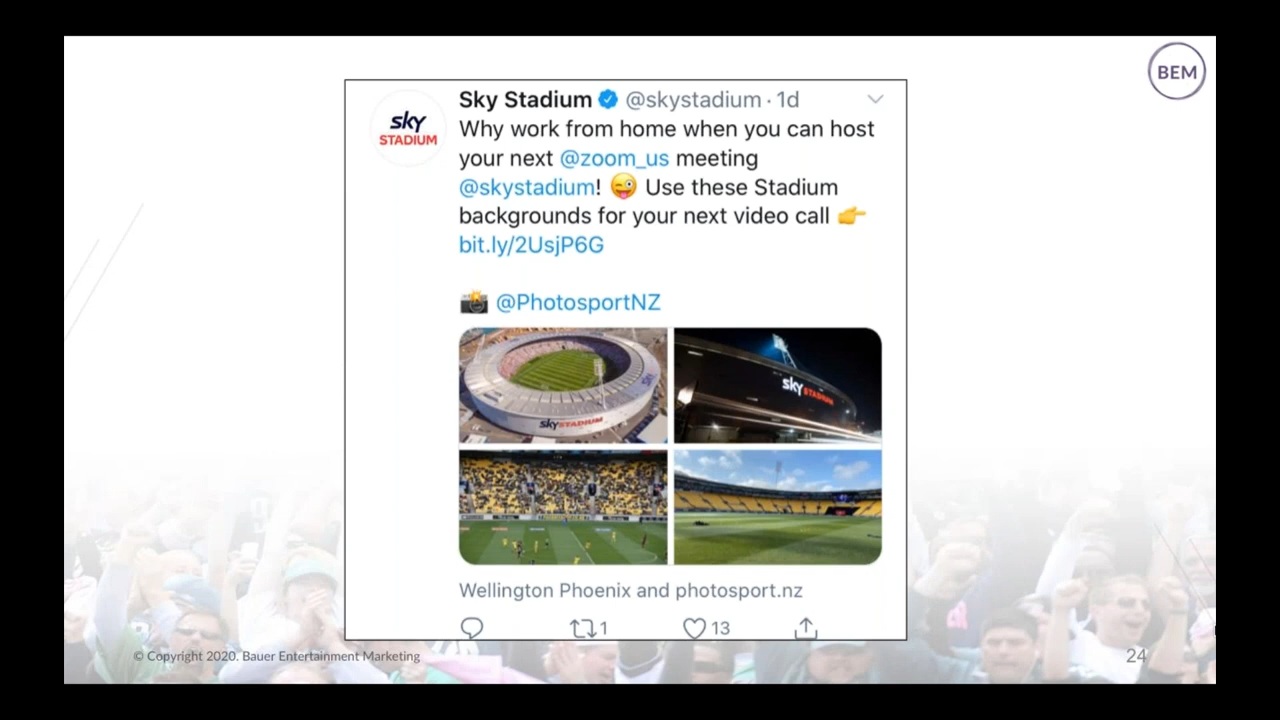 BEM
Sky Stadium @skystadium · 1d
sky
STADIUM
Why work from home when you can host
your next @zoom_us meeting
@skystadium! 😜 Use these Stadium
backgrounds for your next video call 👉
bit.ly/2UsjP6G
📸 @PhotosportNZ
sky STADIUM
sky STADIUM
Wellington Phoenix and photosport.nz
1
13
© Copyright 2020. Bauer Entertainment Marketing
24